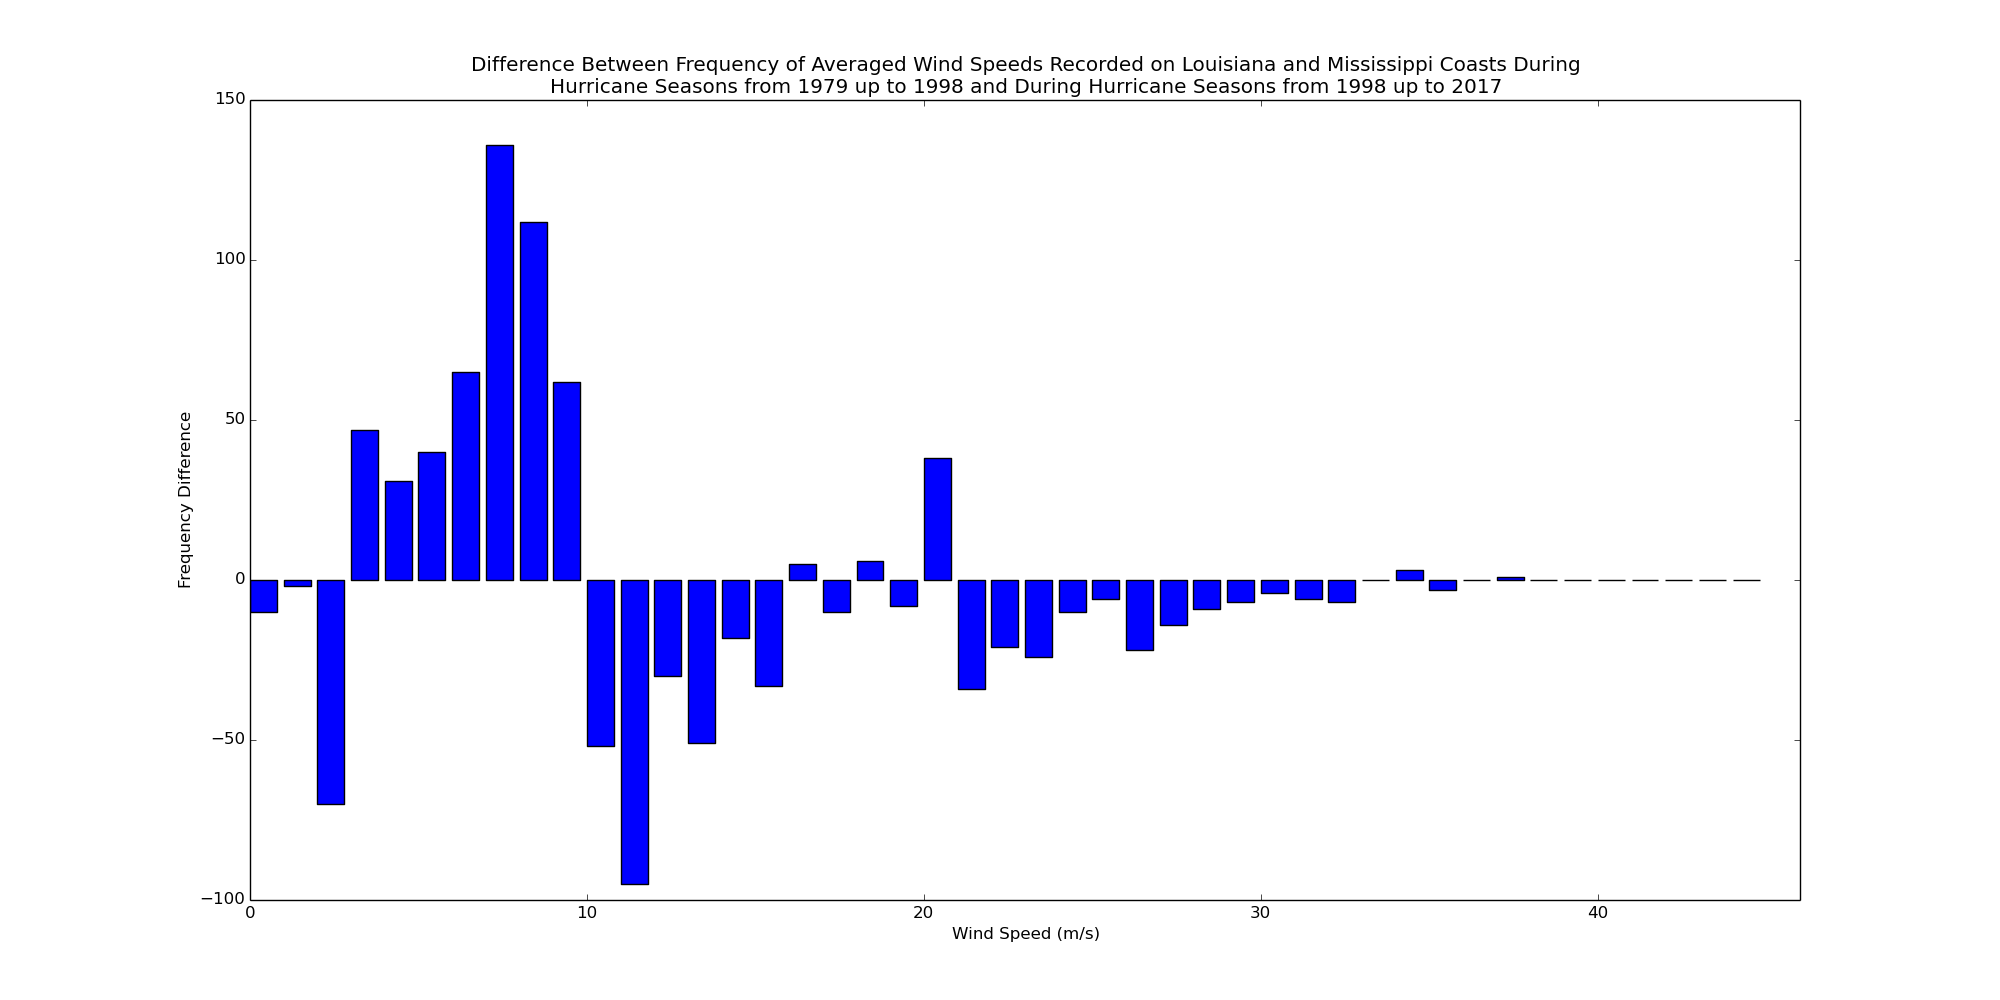 Difference Between Frequency of Averaged Wind Speeds Recorded on Louisiana and Mississippi Coasts During
Hurricane Seasons from 1979 up to 1998 and During Hurricane Seasons from 1998 up to 2017
150
100
50
0
−50
−100
Frequency Difference
0 10 20 30 40
Wind Speed (m/s)